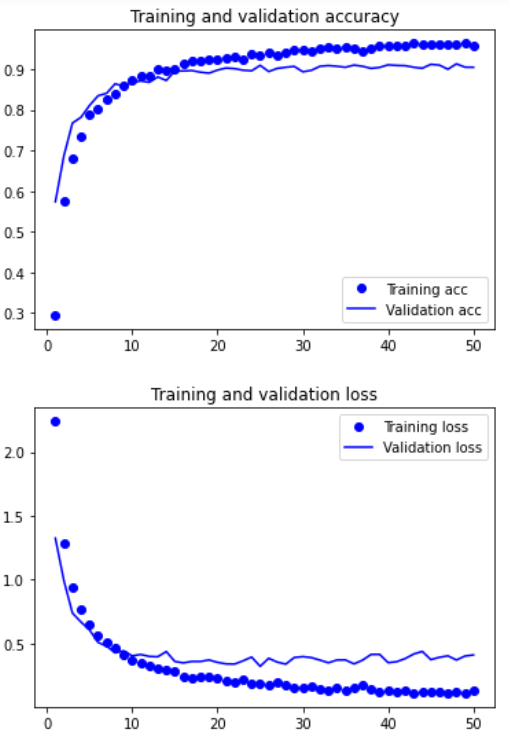 Training and validation accuracy
0.9
0.8
0.7
0.6
0.5
0.4
0.3
Training acc
Validation acc
0 10 20 30 40 50
Training and validation loss
Training loss
Validation loss
2.0
1.5
1.0
0.5
0 10 20 30 40 50